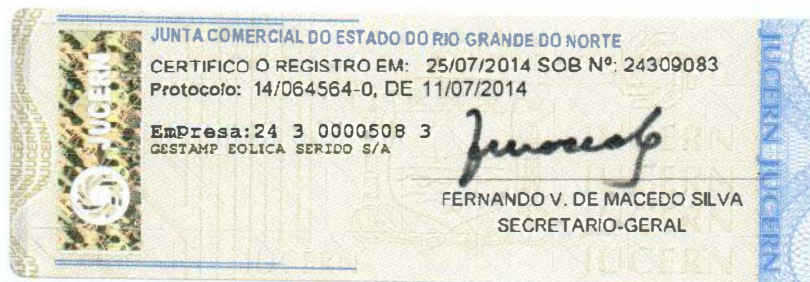 JUNTA COMERCIAL DO ESTADO DO RIO GRANDE DO NORTE
CERTIFICO O REGISTRO EM: 25/07/2014 SOB Nº: 24309083
Protocolo: 14/064564-0, DE 11/07/2014
Empresa:24 3 0000508 3
GESTAMP EOLICA SERIDO S/A
FERNANDO V. DE MACEDO SILVA
SECRETARIO-GERAL
JUCERN
JUCERN JUCERN
JUCERN